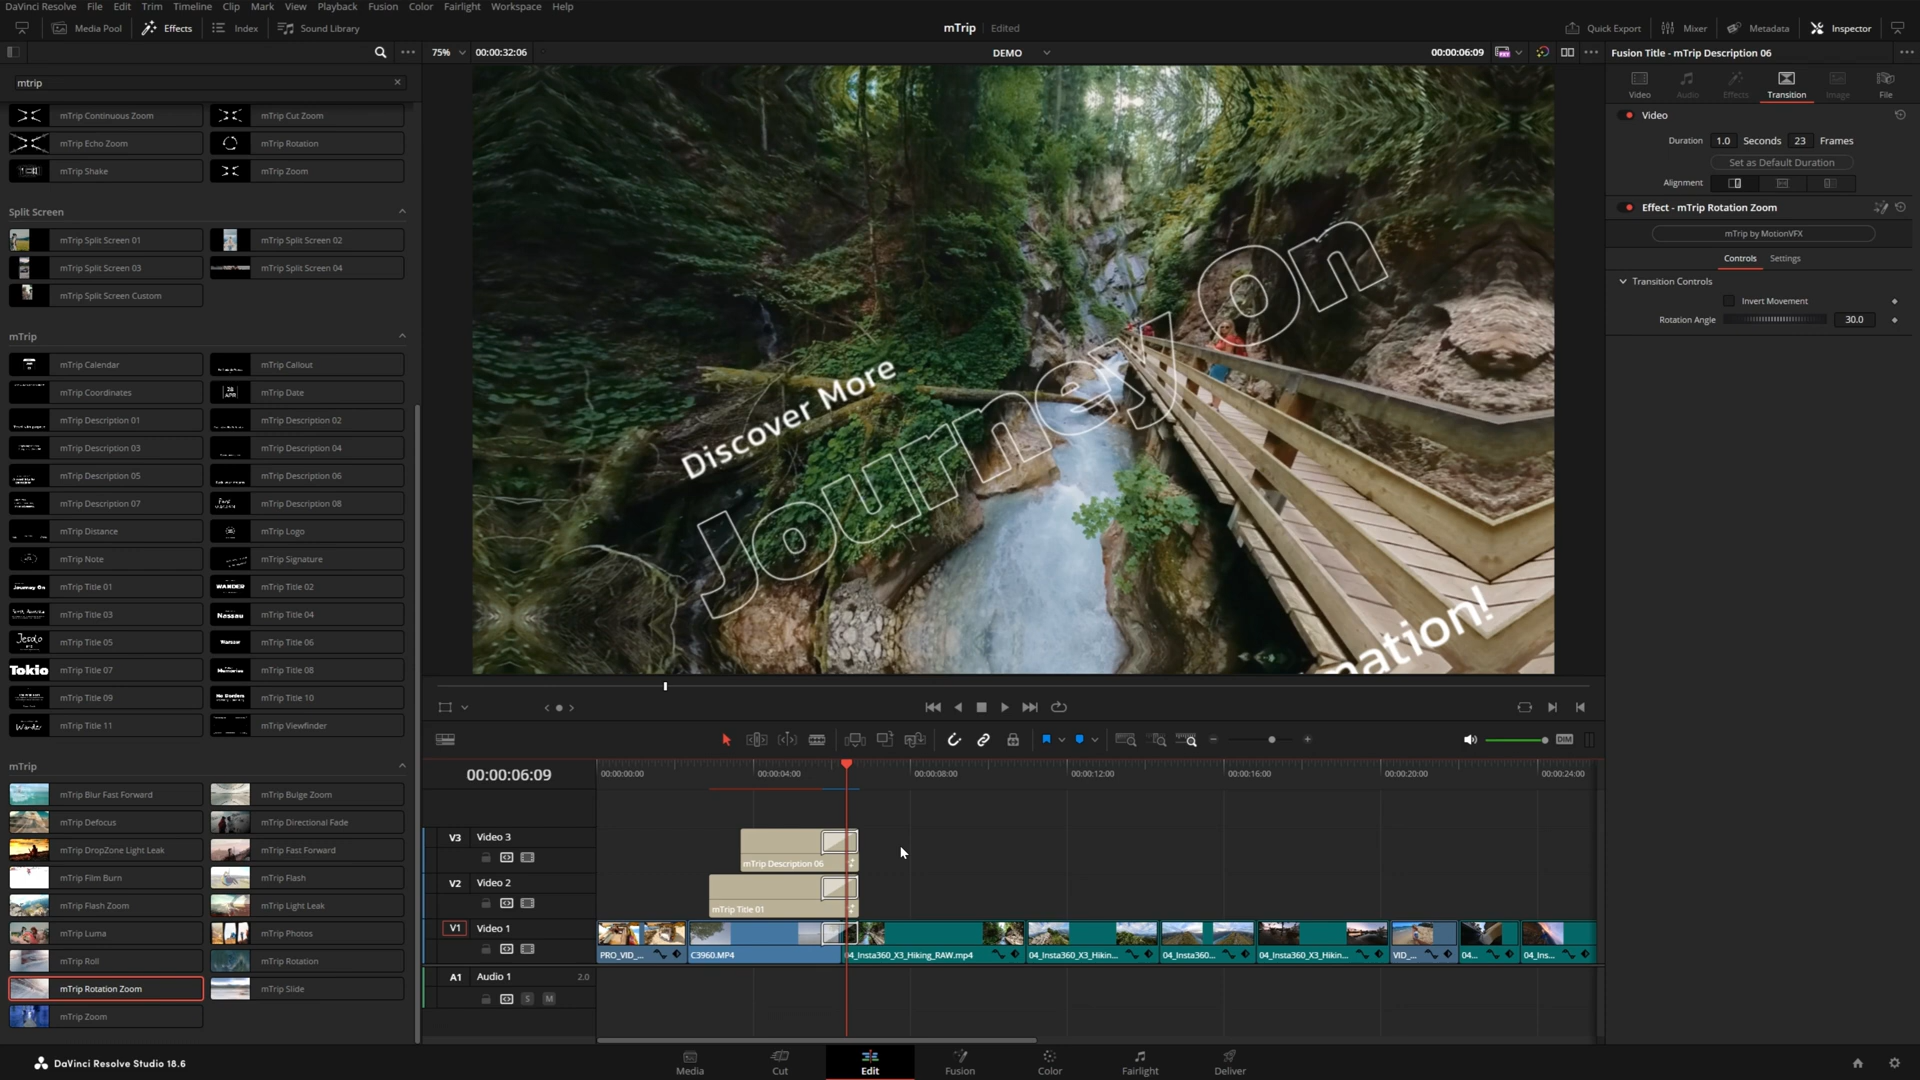 DaVinci Resolve File Edit Trim Timeline Clip Mark View Playback Fusion Color Fairlight Workspace Help
Media Pool Effects Index Sound Library
mTrip Edited
Quick Export Mixer Metadata Inspector
75% 00:00:32:06 DEMO 00:00:06:09
Fusion Title - mTrip Description 06
mtrip
mTrip Continuous Zoom mTrip Cut Zoom
mTrip Echo Zoom mTrip Rotation
mTrip Shake mTrip Zoom
Split Screen
mTrip Split Screen 01 mTrip Split Screen 02
mTrip Split Screen 03 mTrip Split Screen 04
mTrip Split Screen Custom
mTrip
mTrip Calendar mTrip Callout
mTrip Coordinates 28 APR mTrip Date
mTrip Description 01 mTrip Description 02
mTrip Description 03 mTrip Description 04
mTrip Description 05 mTrip Description 06
mTrip Description 07 mTrip Description 08
mTrip Distance mTrip Logo
mTrip Note mTrip Signature
Journey On mTrip Title 01 WANDER mTrip Title 02
mTrip Title 03 Nassau mTrip Title 04
Jesolo mTrip Title 05 Warsaw mTrip Title 06
Tokio mTrip Title 07 Memories mTrip Title 08
mTrip Title 09 No Borders mTrip Title 10
Wander mTrip Title 11 mTrip Viewfinder
mTrip
mTrip Blur Fast Forward mTrip Bulge Zoom
mTrip Defocus mTrip Directional Fade
mTrip DropZone Light Leak mTrip Fast Forward
mTrip Film Burn mTrip Flash
mTrip Flash Zoom mTrip Light Leak
mTrip Luma mTrip Photos
mTrip Roll mTrip Rotation
mTrip Rotation Zoom mTrip Slide
mTrip Zoom
Discover More
Journey On
nation!
Video Audio Effects Transition Image File
Video
Duration 1.0 Seconds 23 Frames
Set as Default Duration
Alignment
Effect - mTrip Rotation Zoom
mTrip by MotionVFX
Controls Settings
Transition Controls
Invert Movement
Rotation Angle 30.0
DIM
00:00:06:09
00:00:00:00 00:00:04:00 00:00:08:00 00:00:12:00 00:00:16:00 00:00:20:00 00:00:24:00
V3 Video 3
mTrip Description 06
V2 Video 2
mTrip Title 01
V1 Video 1
PRO_VID_... C3960.MP4 04_Insta360_X3_Hiking_RAW.mp4 04_Insta360_X3_Hikin... 04_Insta360... 04_Insta360_X3_Hikin... VID_... 04... 04_Ins...
A1 Audio 1 2.0
S M
DaVinci Resolve Studio 18.6
Media Cut Edit Fusion Color Fairlight Deliver